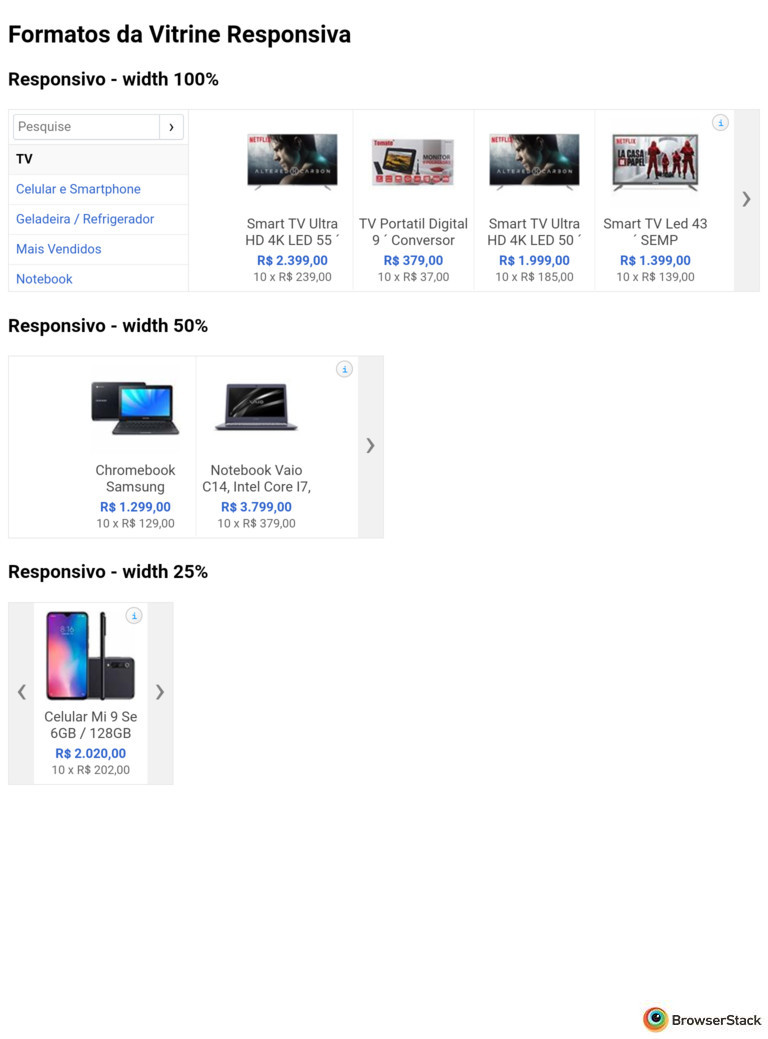 Formatos da Vitrine Responsiva
Responsivo - width 100%
Pesquise ›
TV
Celular e Smartphone
Geladeira / Refrigerador
Mais Vendidos
Notebook
NETFLIX
ALTERED CARBON
Smart TV Ultra
HD 4K LED 55 ´
R$ 2.399,00
10 x R$ 239,00
Tomate
MONITOR
TV Portatil Digital
9 ´ Conversor
R$ 379,00
10 x R$ 37,00
NETFLIX
ALTERED CARBON
Smart TV Ultra
HD 4K LED 50 ´
R$ 1.999,00
10 x R$ 185,00
i
NETFLIX
LA CASA
PAPEL
Smart TV Led 43
´ SEMP
R$ 1.399,00
10 x R$ 139,00
❯
Responsivo - width 50%
Chromebook
Samsung
R$ 1.299,00
10 x R$ 129,00
i
Notebook Vaio
C14, Intel Core I7,
R$ 3.799,00
10 x R$ 379,00
❯
Responsivo - width 25%
❮
i
8:16
Celular Mi 9 Se
6GB / 128GB
R$ 2.020,00
10 x R$ 202,00
❯
BrowserStack